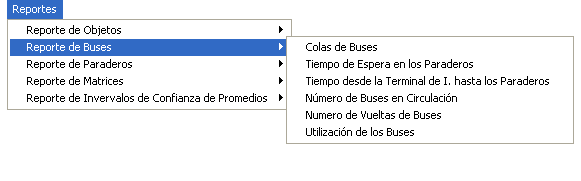 Reportes
Reporte de Objetos
Reporte de Buses
Reporte de Paraderos
Reporte de Matrices
Reporte de Invervalos de Confianza de Promedios
Colas de Buses
Tiempo de Espera en los Paraderos
Tiempo desde la Terminal de I. hasta los Paraderos
Número de Buses en Circulación
Numero de Vueltas de Buses
Utilización de los Buses